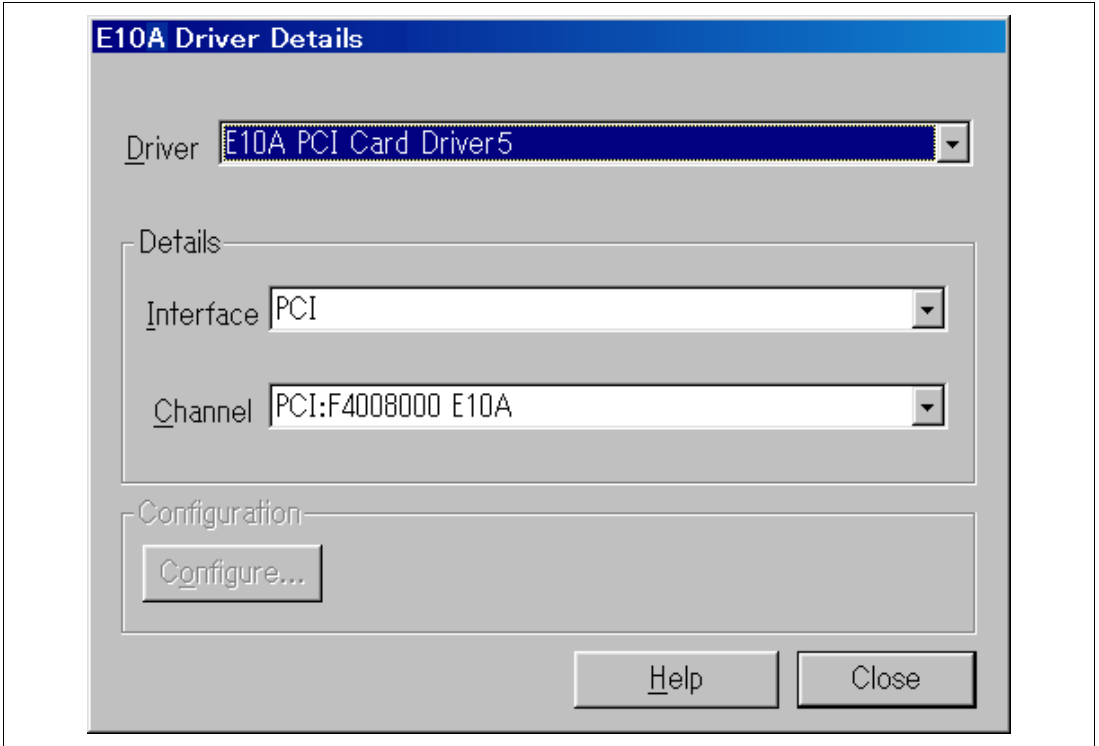 E10A Driver Details
Driver E10A PCI Card Driver5
Details
Interface PCI
Channel PCI:F4008000 E10A
Configuration
Configure...
Help Close